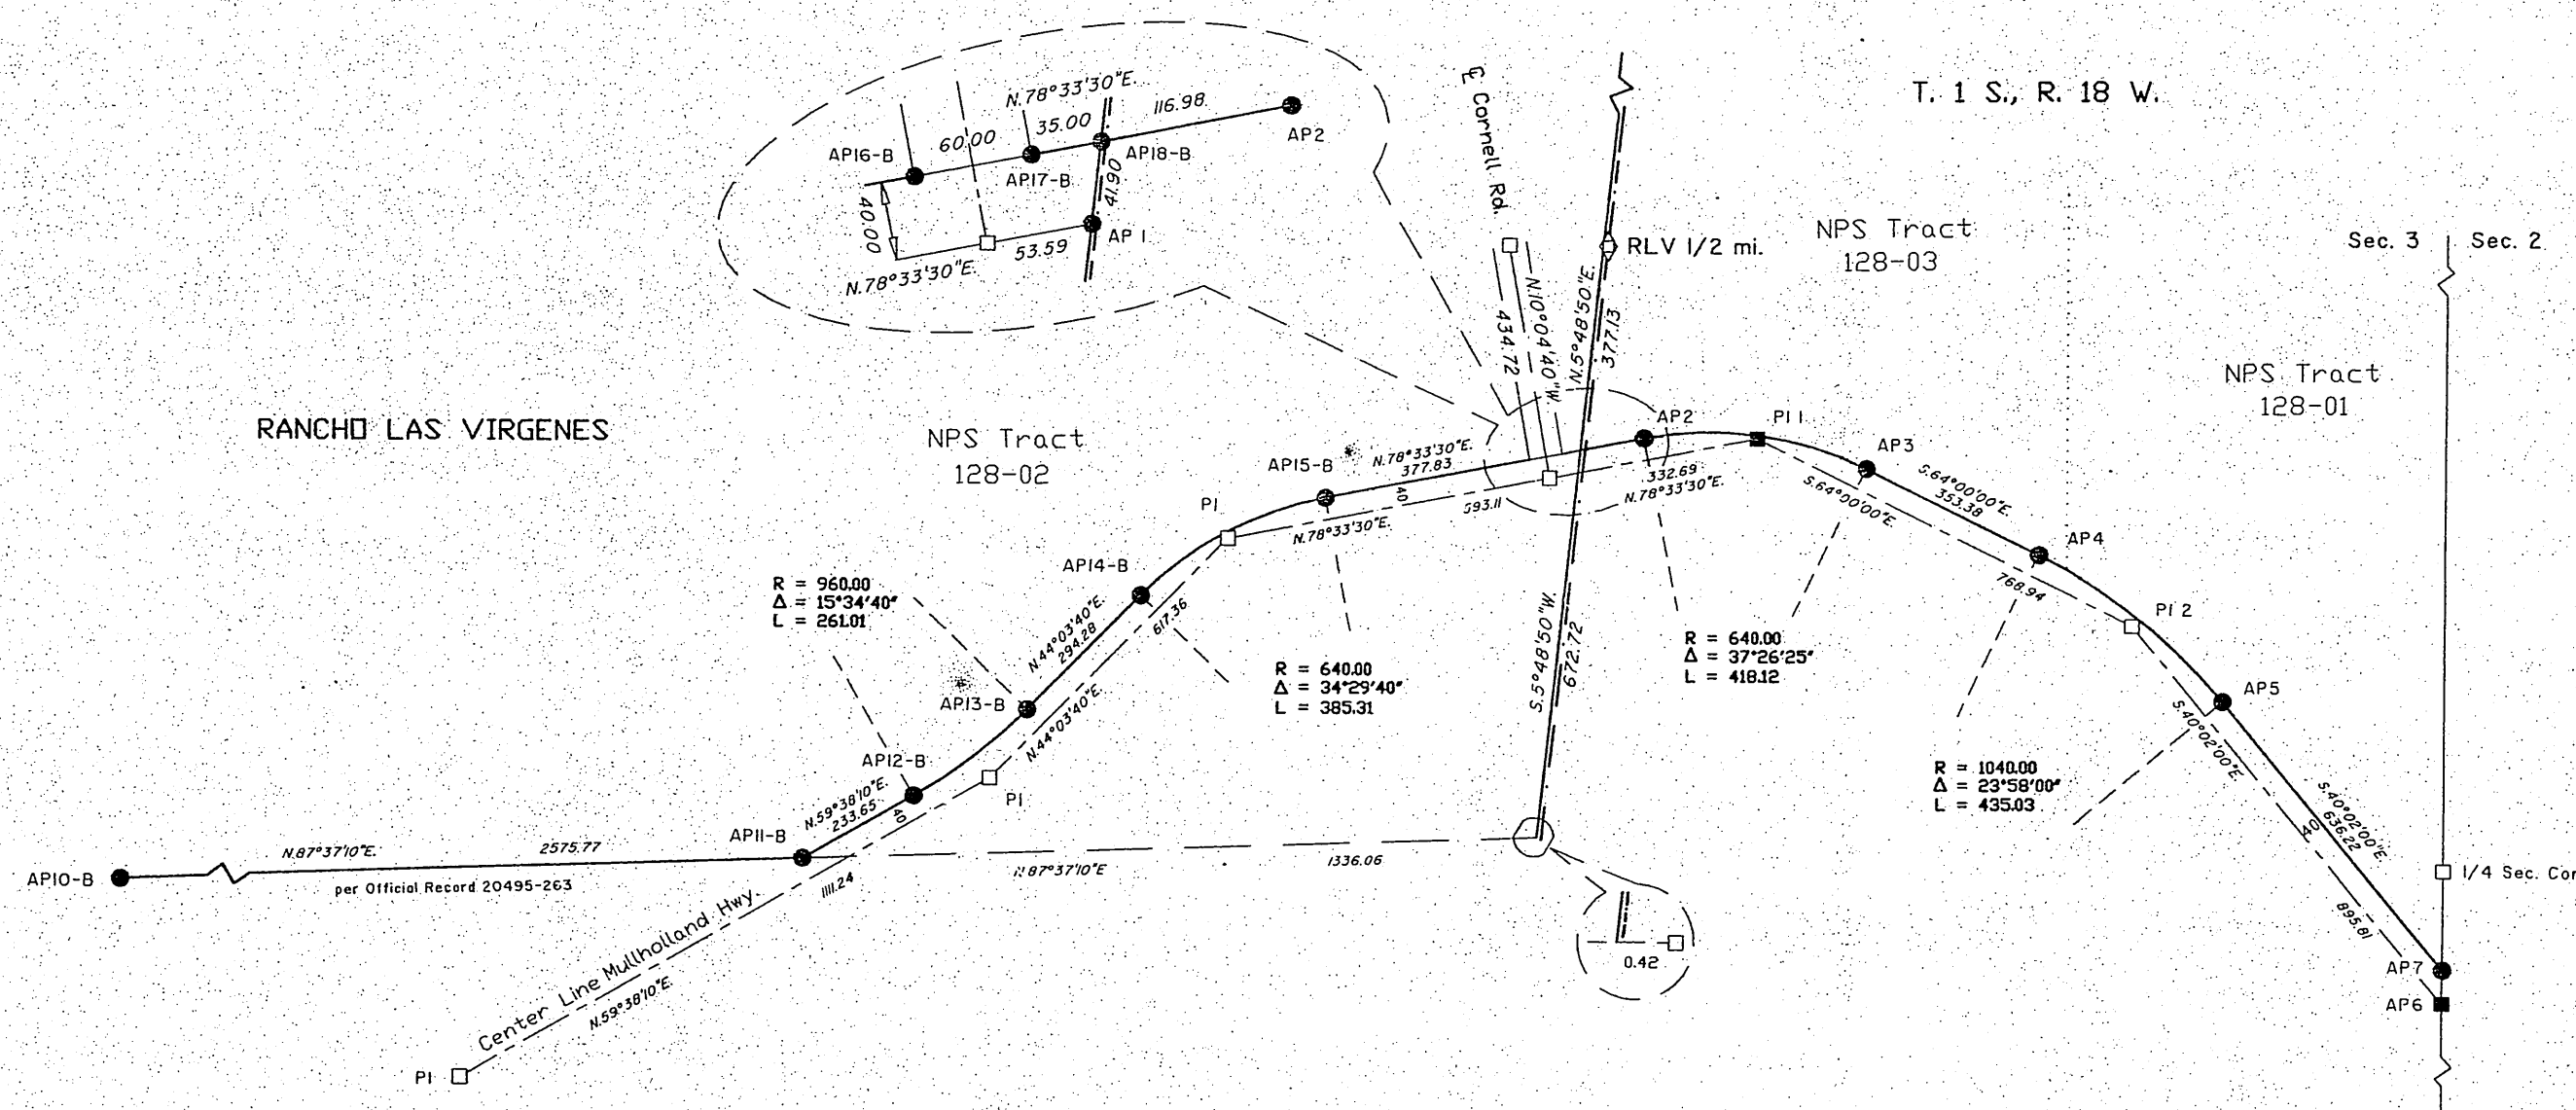 T. 1 S., R. 18 W.
N.78°33'30"E.
116.98
AP2
35.00
60.00
AP16-B
AP17-B
AP18-B
41.90
40.00
AP 1
53.59
N.78°33'30"E.
℄ Cornell Rd.
RLV 1/2 mi.
NPS Tract
128-03
Sec. 3
Sec. 2
434.72
N.10°04'40"W.
N.5°48'50"E.
377.13
NPS Tract
128-01
RANCHO LAS VIRGENES
NPS Tract
128-02
AP15-B
N.78°33'30"E.
377.83
AP2
PI 1
AP3
S.64°00'00"E.
353.38
332.69
N.78°33'30"E.
S.64°00'00"E.
PI
40
593.11
N.78°33'30"E.
AP4
768.94
PI 2
AP14-B
R = 960.00
Δ = 15°34'40"
L = 261.01
N.44°03'40"E.
294.28
617.36
R = 640.00
Δ = 34°29'40"
L = 385.31
S.5°48'50"W.
672.72
R = 640.00
Δ = 37°26'25"
L = 418.12
AP5
S.40°02'00"E.
AP13-B
N.44°03'40"E.
AP12-B
PI
R = 1040.00
Δ = 23°58'00"
L = 435.03
S.40°02'00"E.
636.22
40
N.59°38'10"E.
233.65
40
AP11-B
N.87°37'10"E.
2575.77
AP10-B
per Official Record 20495-263
1111.24
N 87°37'10"E
1336.06
1/4 Sec. Cor
895.81
0.42
AP7
AP6
Center Line Mullholland Hwy.
N.59°38'10"E.
PI